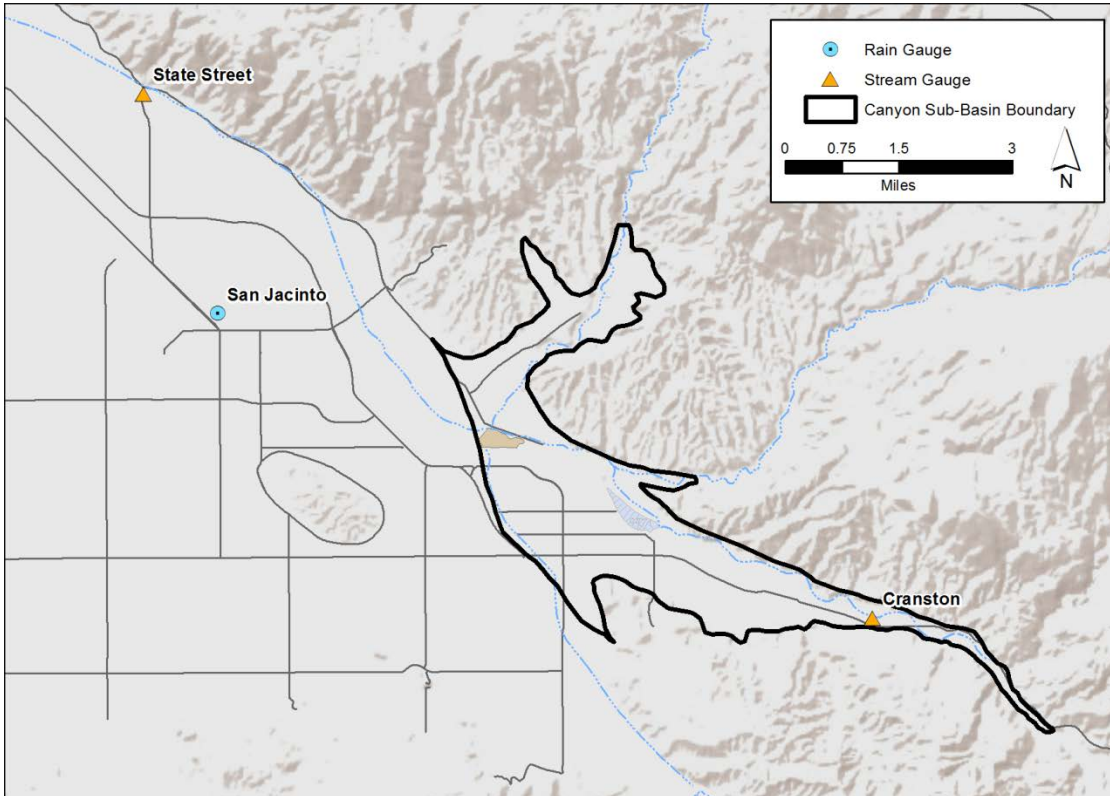 State Street
San Jacinto
Cranston
Rain Gauge
Stream Gauge
Canyon Sub-Basin Boundary
0 0.75 1.5 3
Miles
N